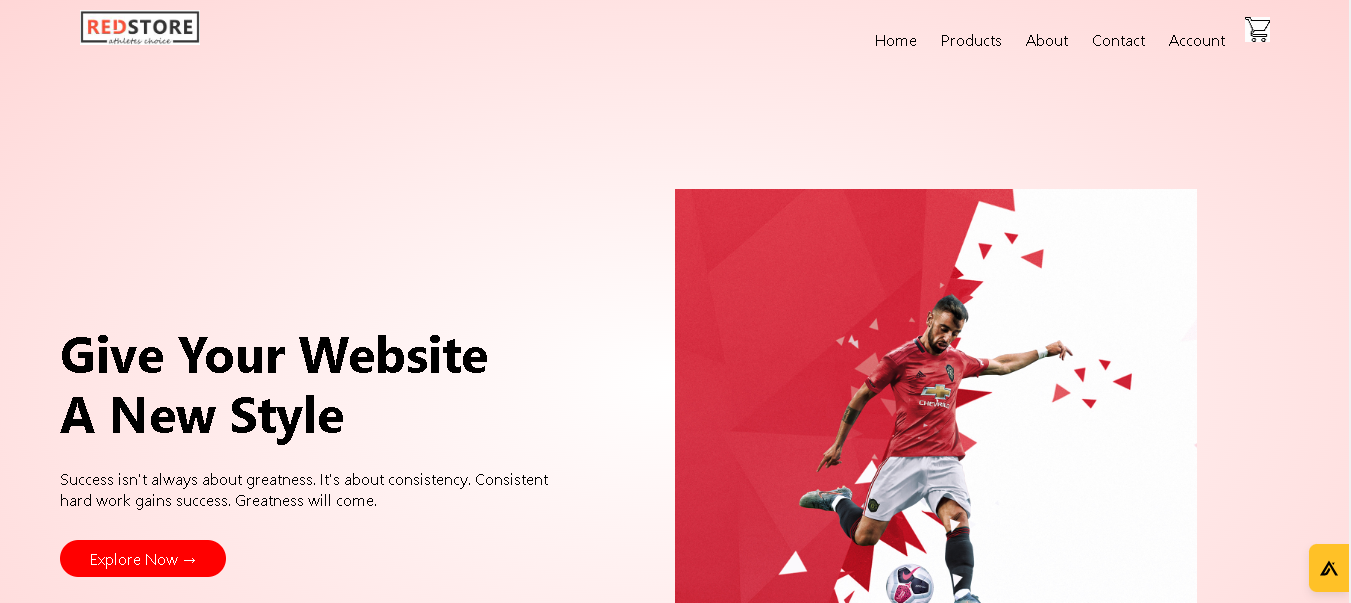 REDSTORE
athletes choice
Home Products About Contact Account
Give Your Website
A New Style
Success isn't always about greatness. It's about consistency. Consistent
hard work gains success. Greatness will come.
Explore Now →
CHEVROLET